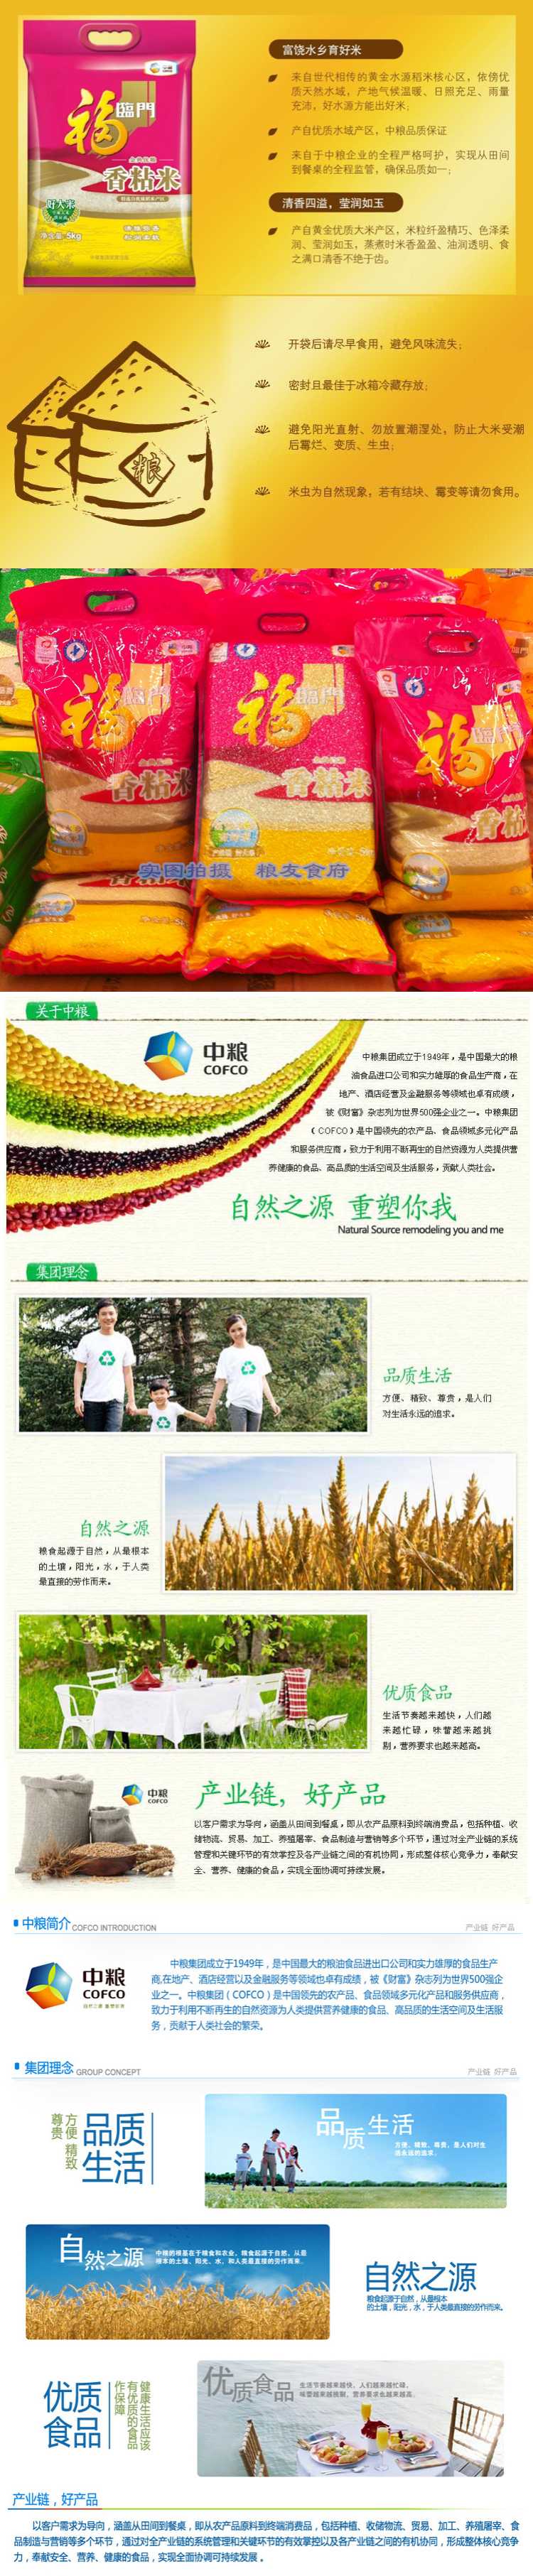 中粮
福
臨門
金典良粮
香粘米
好大米
净含量:5kg
清雅飘香
富饶水乡育好米
来自世代相传的黄金水源稻米核心区，依傍优
质天然水域，产地气候温暖、日照充足、雨量
充沛，好水源方能出好米；
产自优质水域产区，中粮品质保证
来自于中粮企业的全程严格呵护，实现从田间
到餐桌的全程监管，确保品质如一；
清香四溢，莹润如玉
产自黄金优质大米产区，米粒纤盈精巧、色泽柔
润、莹润如玉，蒸煮时米香盈盈、油润透明、食
之满口清香不绝于齿。
粮
开袋后请尽早食用，避免风味流失；
密封且最佳于冰箱冷藏存放；
避免阳光直射、勿放置潮湿处，防止大米受潮
后霉烂、变质、生虫；
米虫为自然现象，若有结块、霉变等请勿食用。
福
臨門
香粘米
福
臨門
香粘米
福
香粘
实图拍摄 粮友食府
关于中粮
中粮
COFCO
中粮集团成立于1949年，是中国最大的粮
油食品进口公司和实力雄厚的食品生产商，在
地产、酒店经营及金融服务等领域也卓有成绩，
被《财富》杂志列为世界500强企业之一。中粮集团
（COFCO）是中国领先的农产品、食品领域多元化产品
和服务供应商，致力于利用不断再生的自然资源为人类提供营
养健康的食品、高品质的生活空间及生活服务，贡献人类社会。
自然之源 重塑你我
Natural Source remodeling you and me
集团理念
品质生活
方便、精致、尊贵，是人们
对生活永远的追求。
自然之源
粮食起源于自然，从最根本
的土壤，阳光，水，于人类
最直接的劳作而来。
优质食品
生活节奏越来越快，人们越
来越忙碌，味蕾越来越挑
剔，营养要求也越来越高。
中粮
COFCO
产业链，好产品
以客户需求为导向，涵盖从田间到餐桌，即从农产品原料到终端消费品，包括种植、收
储物流、贸易、加工、养殖屠宰、食品制造与营销等多个环节，通过对全产业链的系统
管理和关键环节的有效掌控及各产业链之间的有机协同，形成整体核心竞争力，奉献安
全、营养、健康的食品，实现全面协调可持续发展。
中粮简介 COFCO INTRODUCTION
产业链 好产品
中粮
COFCO
自然之源 重塑你我
中粮集团成立于1949年，是中国最大的粮油食品进出口公司和实力雄厚的食品生产
商,在地产、酒店经营以及金融服务等领域也卓有成绩，被《财富》杂志列为世界500强企
业之一。中粮集团（COFCO）是中国领先的农产品、食品领域多元化产品和服务供应商，
致力于利用不断再生的自然资源为人类提供营养健康的食品、高品质的生活空间及生活服
务，贡献于人类社会的繁荣。
集团理念 GROUP CONCEPT
产业链 好产品
方便 精致
尊贵
品质
生活
品质生活
方便、精致、尊贵，是人们对生
活永远的追求。
自然之源
中粮的根基在于粮食和农业，粮食起源于自然，从最
根本的土壤、阳光、水、和人类最直接的劳作而来。
自然之源
粮食起源于自然，从最根本
的土壤，阳光，水，于人类最直接的劳作而来。
优质
食品
健康生活应该
有优质的食品
作保障
优质食品
生活节奏越来越快，人们越来越忙碌，
味蕾越来越挑剔，营养要求也越来越高。
产业链，好产品
以客户需求为导向，涵盖从田间到餐桌，即从农产品原料到终端消费品，包括种植、收储物流、贸易、加工、养殖屠宰、食
品制造与营销等多个环节，通过对全产业链的系统管理和关键环节的有效掌控以及各产业链之间的有机协同，形成整体核心竞争
力，奉献安全、营养、健康的食品，实现全面协调可持续发展 。